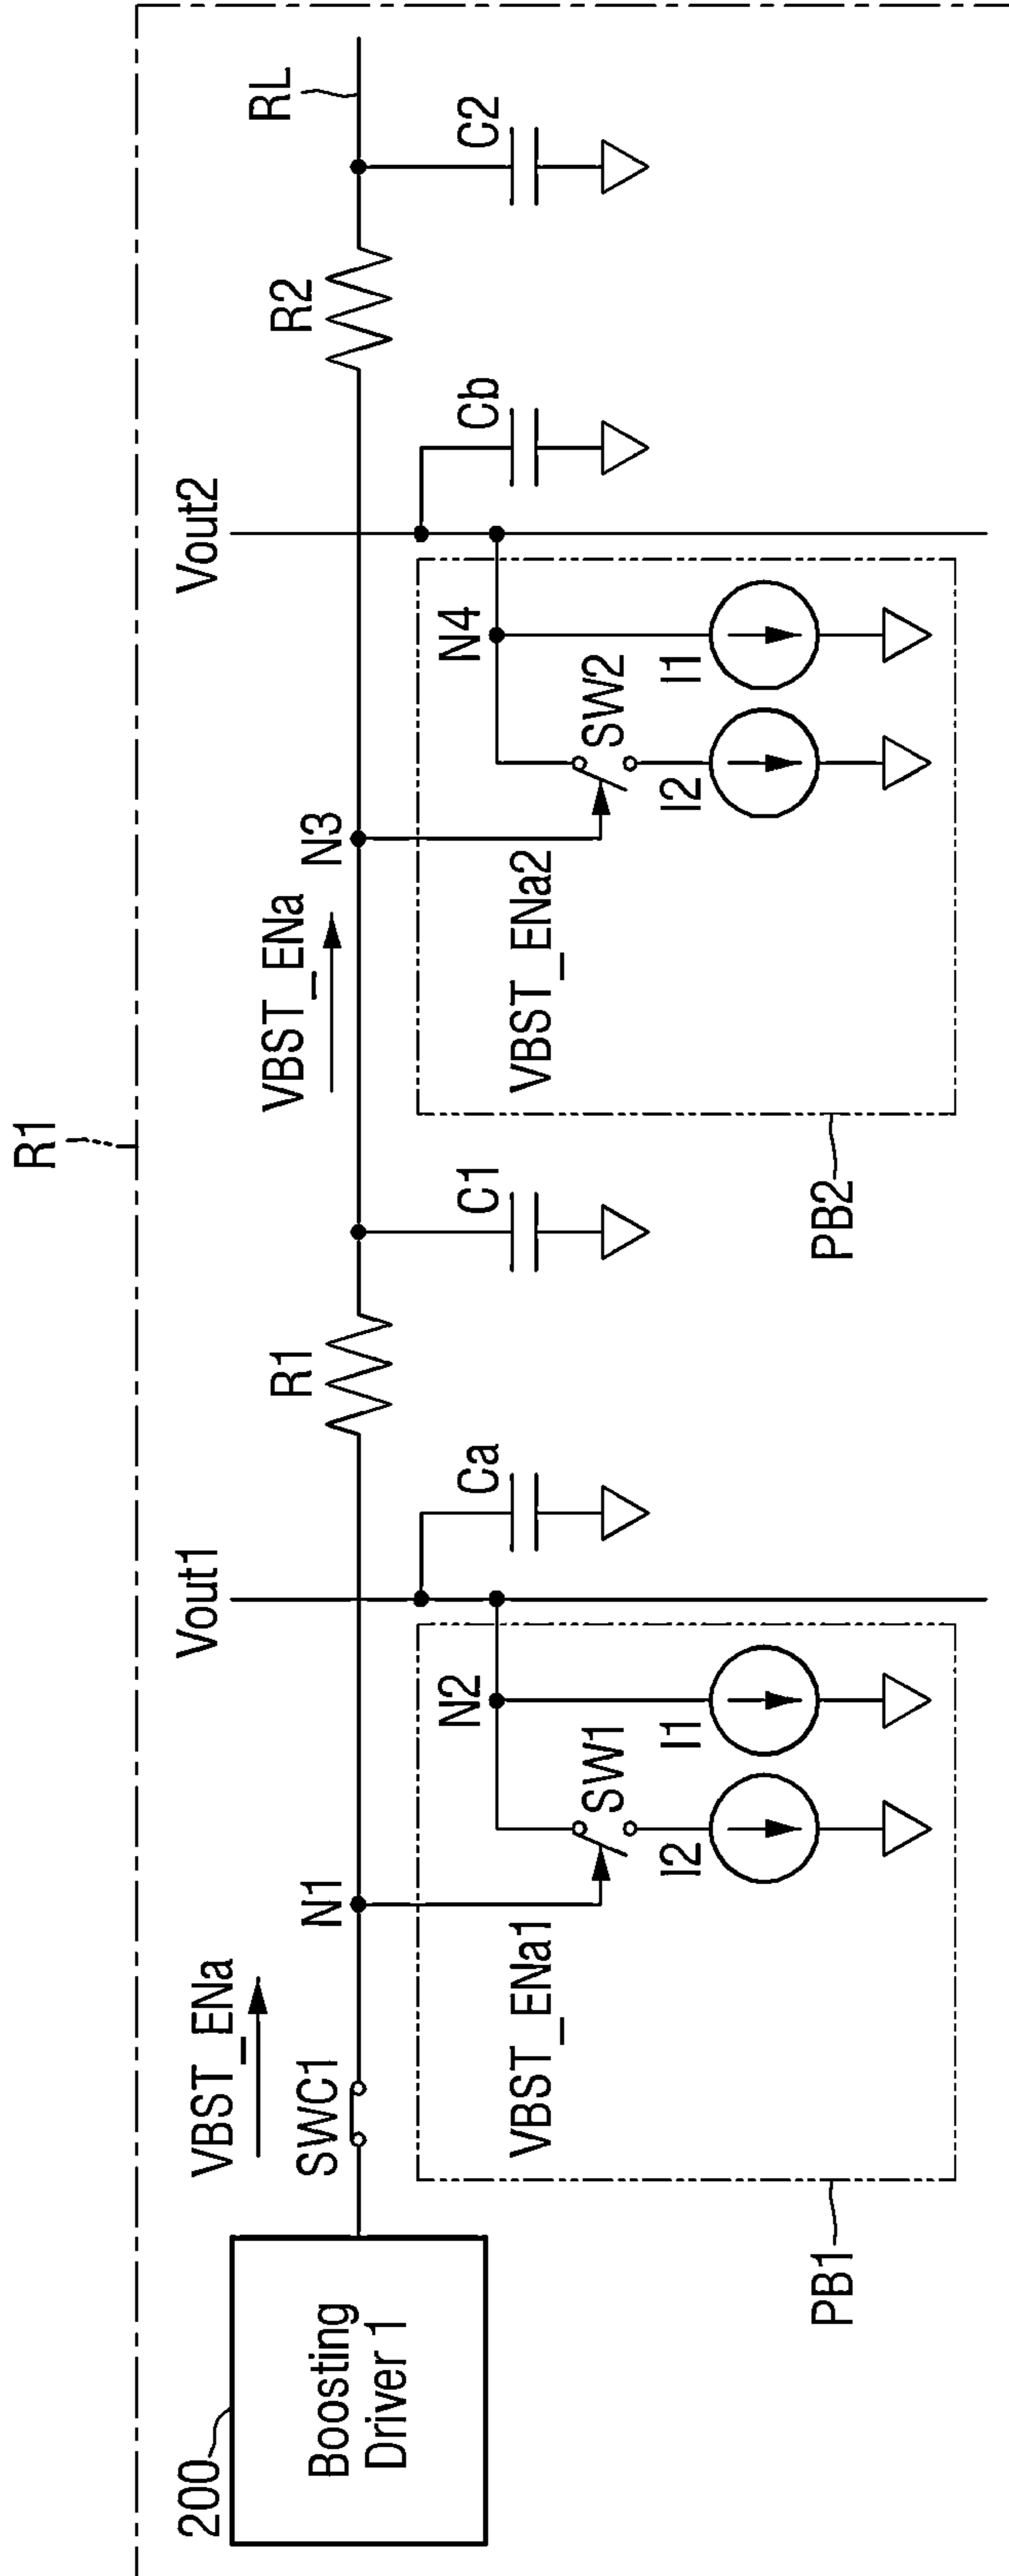 R1
200
Boosting
Driver 1
VBST_ENa
SWC1
N1
VBST_ENa1
SW1
I2
I1
N2
PB1
Vout1
Ca
R1
C1
VBST_ENa
N3
VBST_ENa2
SW2
I2
I1
N4
PB2
Vout2
Cb
R2
C2
RL